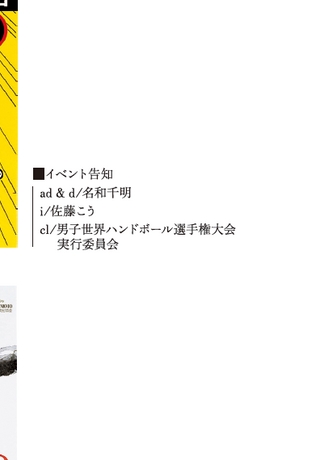 ■イベント告知
ad & d/名和千明
i/佐藤こう
cl/男子世界ハンドボール選手権大会
実行委員会